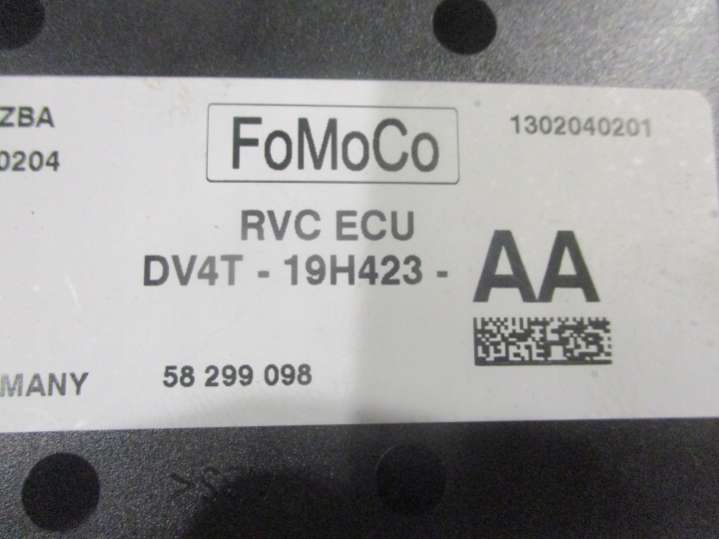 ZBA
0204
FoMoCo
1302040201
RVC ECU
DV4T - 19H423 - AA
MANY
58 299 098